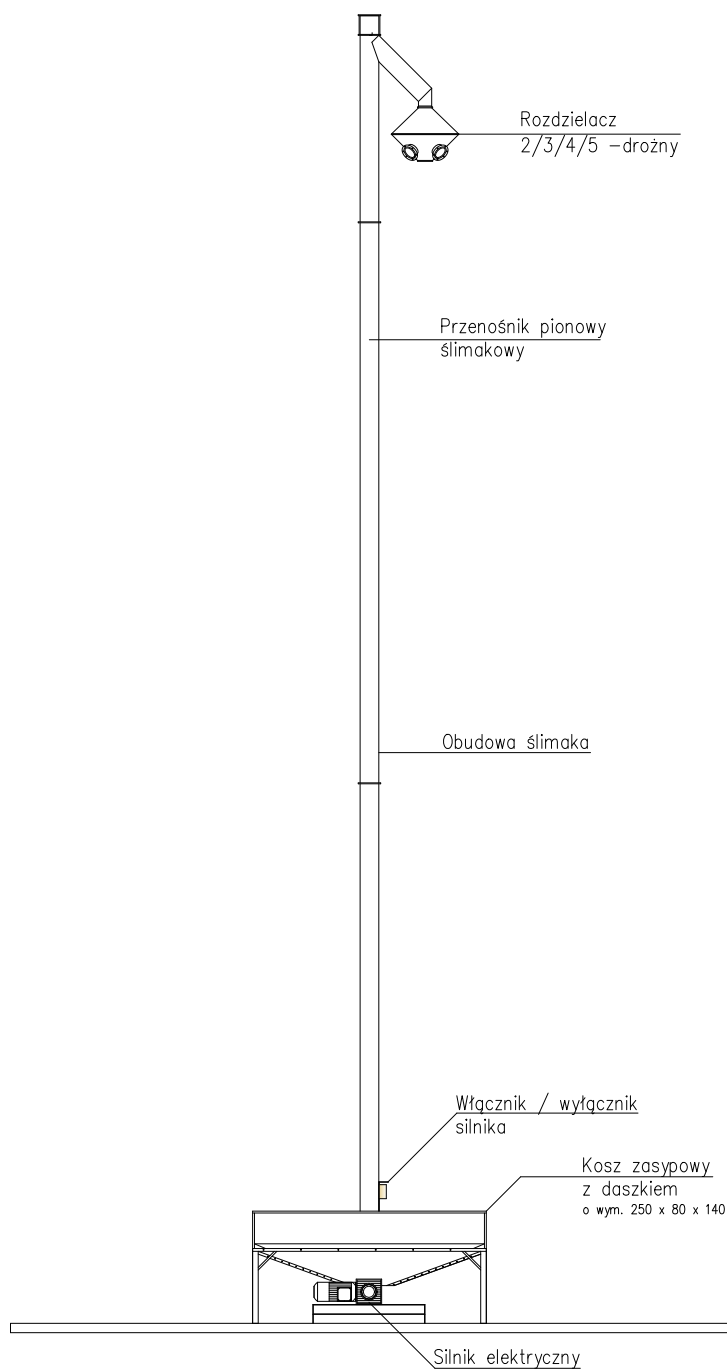 Rozdzielacz
2/3/4/5 -drożny
Przenośnik pionowy
ślimakowy
Obudowa ślimaka
Włącznik / wyłącznik
silnika
Kosz zasypowy
z daszkiem
o wym. 250 x 80 x 140
Silnik elektryczny